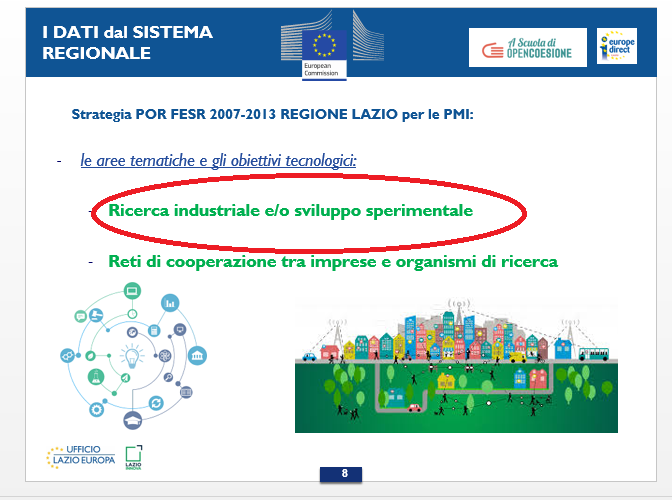 I DATI dal SISTEMA
REGIONALE
European
Commission
A Scuola di
OPENCOESIONE
europe
direct
Strategia POR FESR 2007-2013 REGIONE LAZIO per le PMI:
- le aree tematiche e gli obiettivi tecnologici:
- Ricerca industriale e/o sviluppo sperimentale
- Reti di cooperazione tra imprese e organismi di ricerca
UFFICIO
LAZIO EUROPA
LAZIO
INNOVA
8